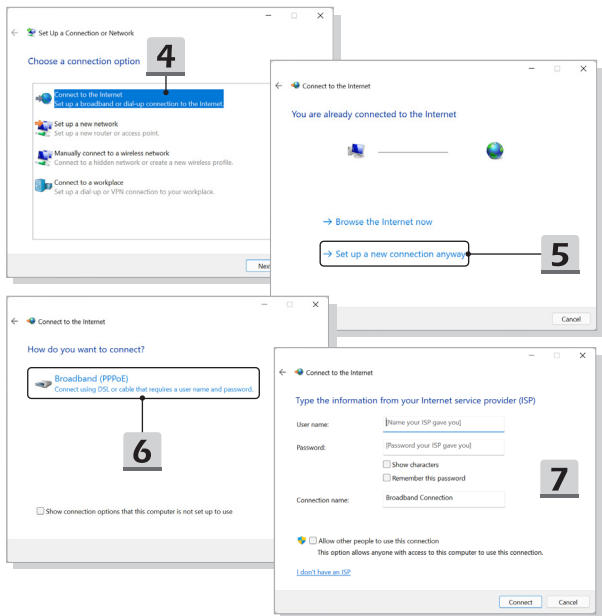 Set Up a Connection or Network
Choose a connection option
4
Connect to the Internet
Set up a broadband or dial-up connection to the Internet.
Set up a new network
Set up a new router or access point.
Manually connect to a wireless network
Connect to a hidden network or create a new wireless profile.
Connect to a workplace
Set up a dial-up or VPN connection to your workplace.
Nex
Connect to the Internet
You are already connected to the Internet
→ Browse the Internet now
→ Set up a new connection anyway
5
Cancel
Connect to the Internet
How do you want to connect?
Broadband (PPPoE)
Connect using DSL or cable that requires a user name and password.
6
Show connection options that this computer is not set up to use
Connect to the Internet
Type the information from your Internet service provider (ISP)
User name: [Name your ISP gave you]
Password: [Password your ISP gave you]
Show characters
Remember this password
7
Connection name: Broadband Connection
Allow other people to use this connection
This option allows anyone with access to this computer to use this connection.
I don't have an ISP
Connect Cancel